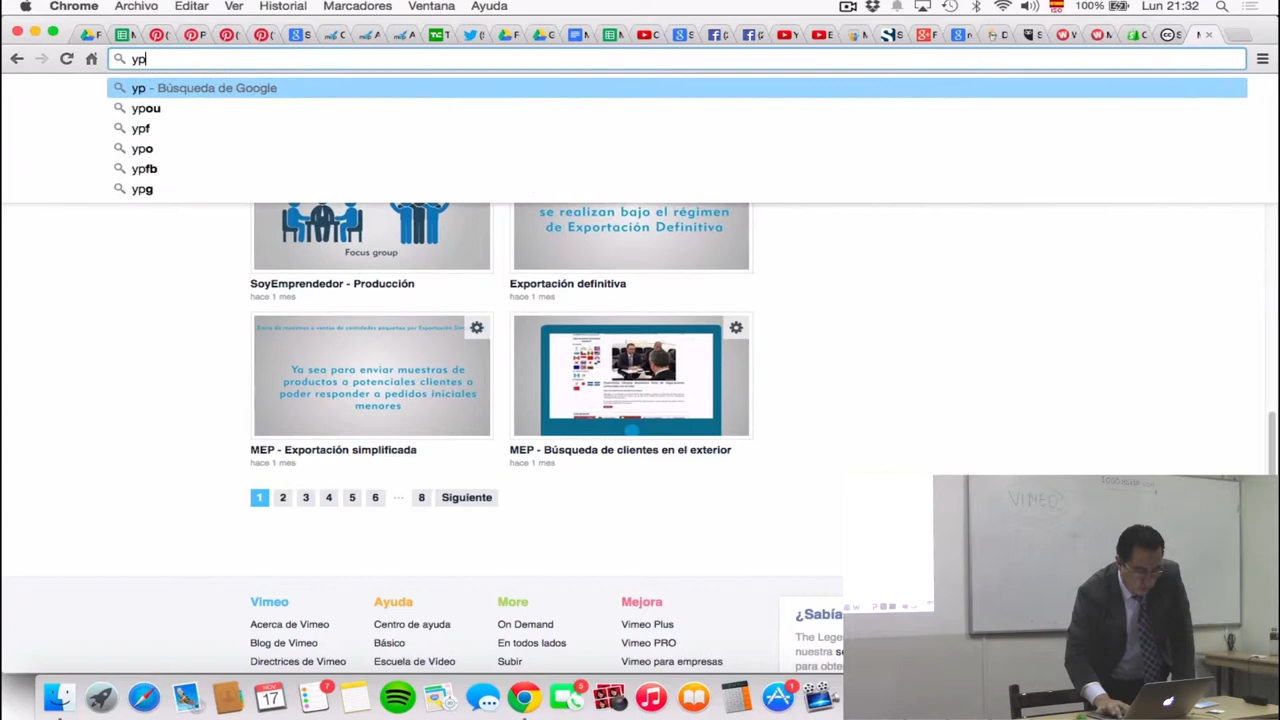 Chrome Archivo Editar Ver Historial Marcadores Ventana Ayuda 100% Lun 21:32
yp
yp - Búsqueda de Google
ypou
ypf
ypo
ypfb
ypg
se realizan bajo el régimen
de Exportación Definitiva
Focus group
SoyEmprendedor - Producción
hace 1 mes
Exportación definitiva
hace 1 mes
Ya sea para enviar muestras de
productos a potenciales clientes a
poder responder a pedidos iniciales
menores
MEP - Exportación simplificada
hace 1 mes
MEP - Búsqueda de clientes en el exterior
hace 1 mes
1 2 3 4 5 6 ... 8 Siguiente
VIMEO
Vimeo
Acerca de Vimeo
Blog de Vimeo
Directrices de Vimeo
Ayuda
Centro de ayuda
Básico
Escuela de Vídeo
More
On Demand
En todos lados
Subir
Mejora
Vimeo Plus
Vimeo PRO
Vimeo para empresas
¿Sabía
The Lege
nuestra
para obte
NOV
17
7
5
1